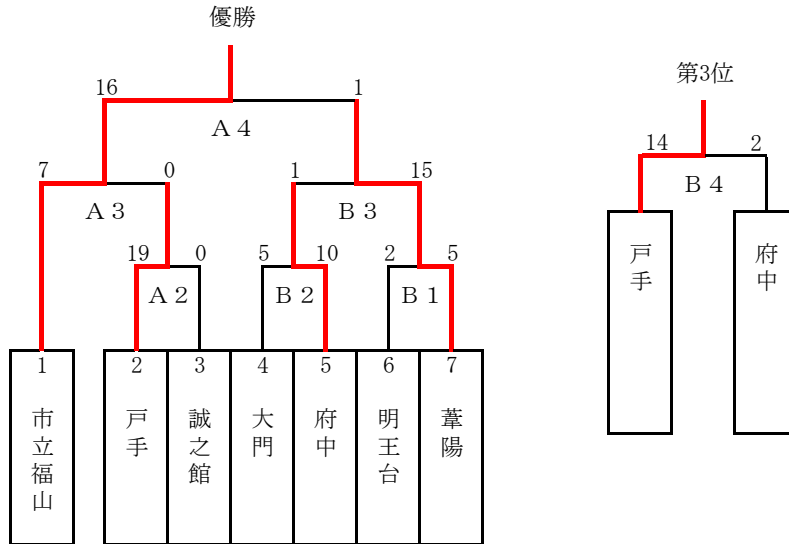 優勝
16 1
A4
第3位
14 2
B4
7 0 1 15
A3 B3
19 0 5 10 2 5
A2 B2 B1
戸手 府中
1 2 3 4 5 6 7
市立福山
戸手
誠之館
大門
府中
明王台
葦陽